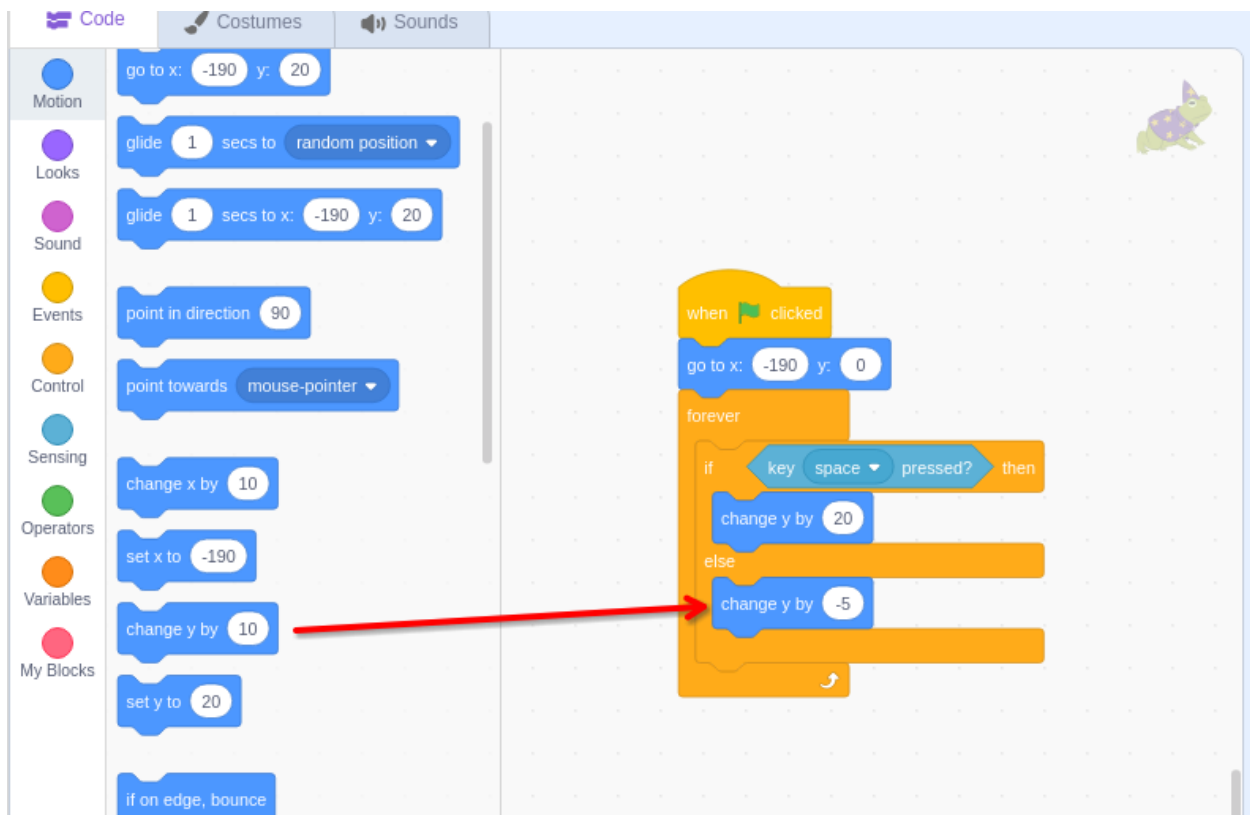 Code
Costumes
Sounds
Motion
Looks
Sound
Events
Control
Sensing
Operators
Variables
My Blocks
go to x: -190 y: 20
glide 1 secs to random position
glide 1 secs to x: -190 y: 20
point in direction 90
point towards mouse-pointer
change x by 10
set x to -190
change y by 10
set y to 20
if on edge, bounce
when clicked
go to x: -190 y: 0
forever
if key space pressed? then
change y by 20
else
change y by -5